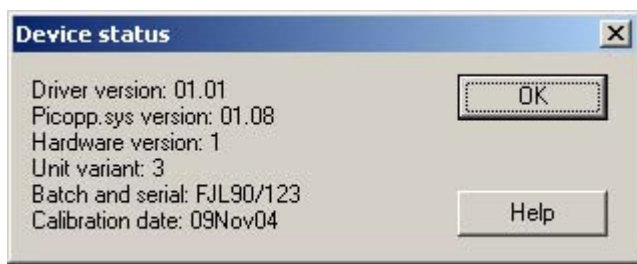 Device status
Driver version: 01.01
Picopp.sys version: 01.08
Hardware version: 1
Unit variant: 3
Batch and serial: FJL90/123
Calibration date: 09Nov04
OK
Help